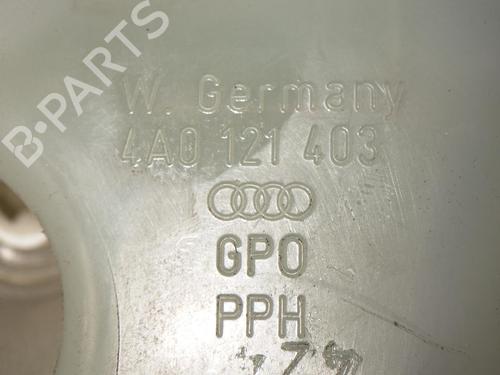 B-PARTS
W. Germany
4A0 121 403
GPO
PPH